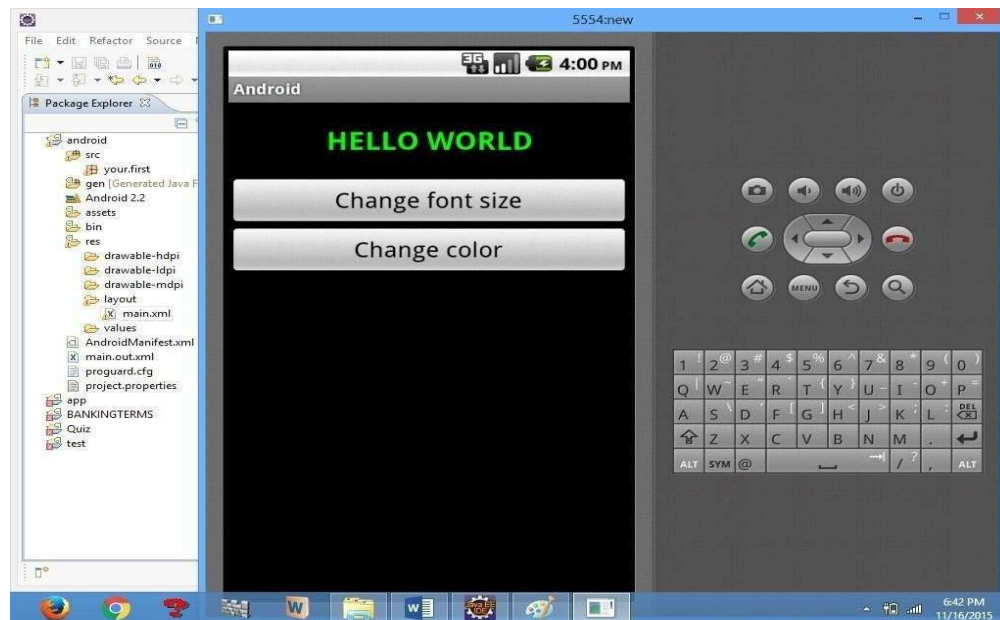 5554:new
File Edit Refactor Source
Package Explorer
android
src
your.first
gen [Generated Java F
Android 2.2
assets
bin
res
drawable-hdpi
drawable-ldpi
drawable-mdpi
layout
main.xml
values
AndroidManifest.xml
main.out.xml
proguard.cfg
project.properties
app
BANKINGTERMS
Quiz
test
3G 4:00 PM
Android
HELLO WORLD
Change font size
Change color
MENU
1 ! 2 @ 3 # 4 $ 5 % 6 ^ 7 & 8 * 9 ( 0 )
Q | W ~ E " R ` T { Y } U - I - O + P =
A S \ D ' F [ G ] H < J > K ; L : DEL
Z X C V B N M .
ALT SYM @ / ? , ALT
W W Java EE IDE
6:42 PM
11/16/2015